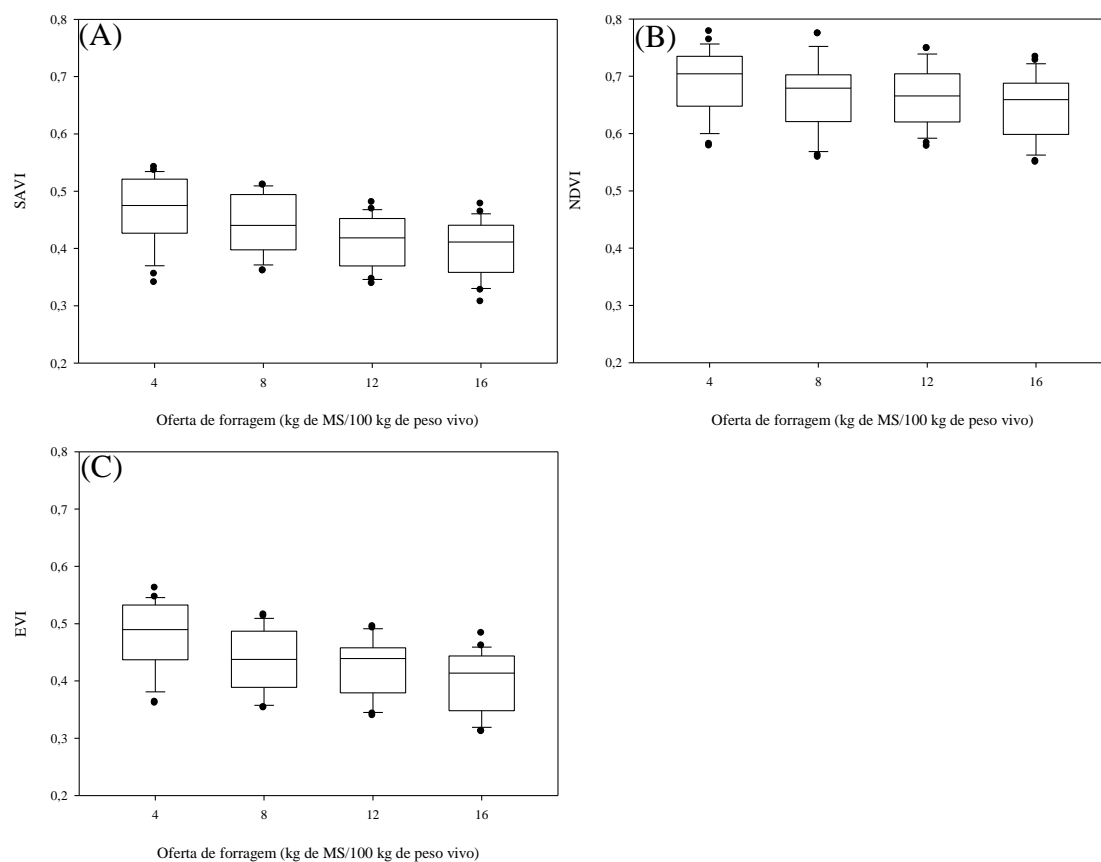 (A)
0,8
0,7
0,6
0,5
0,4
0,3
0,2
SAVI
4 8 12 16
Oferta de forragem (kg de MS/100 kg de peso vivo)
(B)
0,8
0,7
0,6
0,5
0,4
0,3
0,2
NDVI
4 8 12 16
Oferta de forragem (kg de MS/100 kg de peso vivo)
(C)
0,8
0,7
0,6
0,5
0,4
0,3
0,2
EVI
4 8 12 16
Oferta de forragem (kg de MS/100 kg de peso vivo)